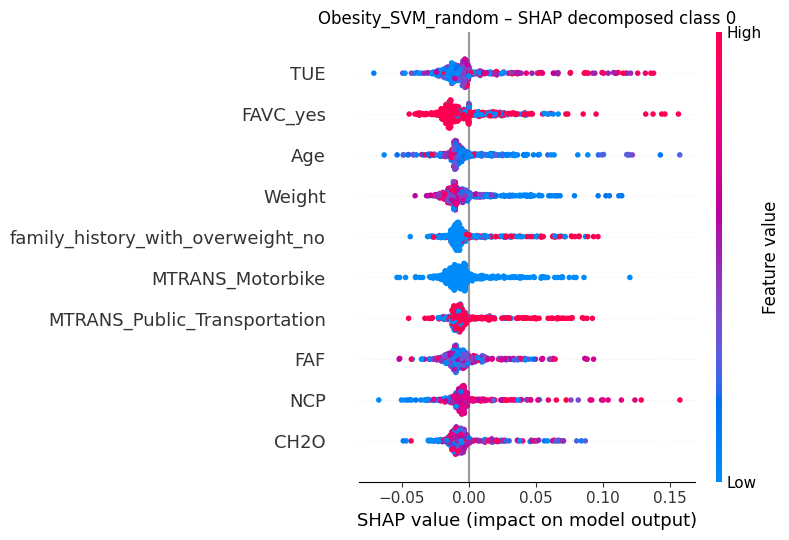 Obesity_SVM_random – SHAP decomposed class 0
High
TUE
FAVC_yes
Age
Weight
family_history_with_overweight_no
MTRANS_Motorbike
MTRANS_Public_Transportation
FAF
NCP
CH2O
Feature value
Low
−0.05 0.00 0.05 0.10 0.15
SHAP value (impact on model output)